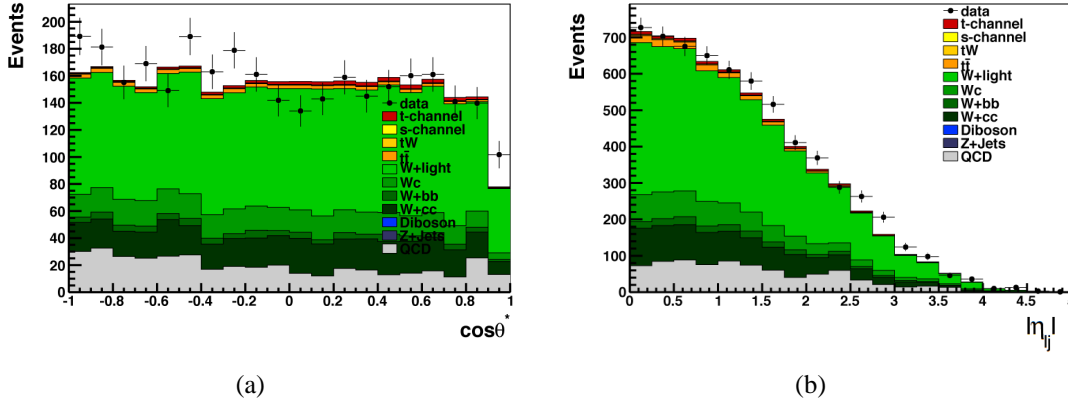 Events
200
180
160
140
120
100
80
60
40
20
0
data
t-channel
s-channel
tW
tt̄
W+light
Wc
W+bb
W+cc
Diboson
Z+Jets
QCD
-1 -0.8 -0.6 -0.4 -0.2 0 0.2 0.4 0.6 0.8 1
cosθ*
(a)
Events
700
600
500
400
300
200
100
0
data
t-channel
s-channel
tW
tt̄
W+light
Wc
W+bb
W+cc
Diboson
Z+Jets
QCD
0 0.5 1 1.5 2 2.5 3 3.5 4 4.5
|η_lj|
(b)